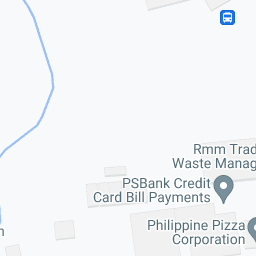 Rmm Trad
Waste Manag
PSBank Credit
Card Bill Payments
Philippine Pizza
Corporation